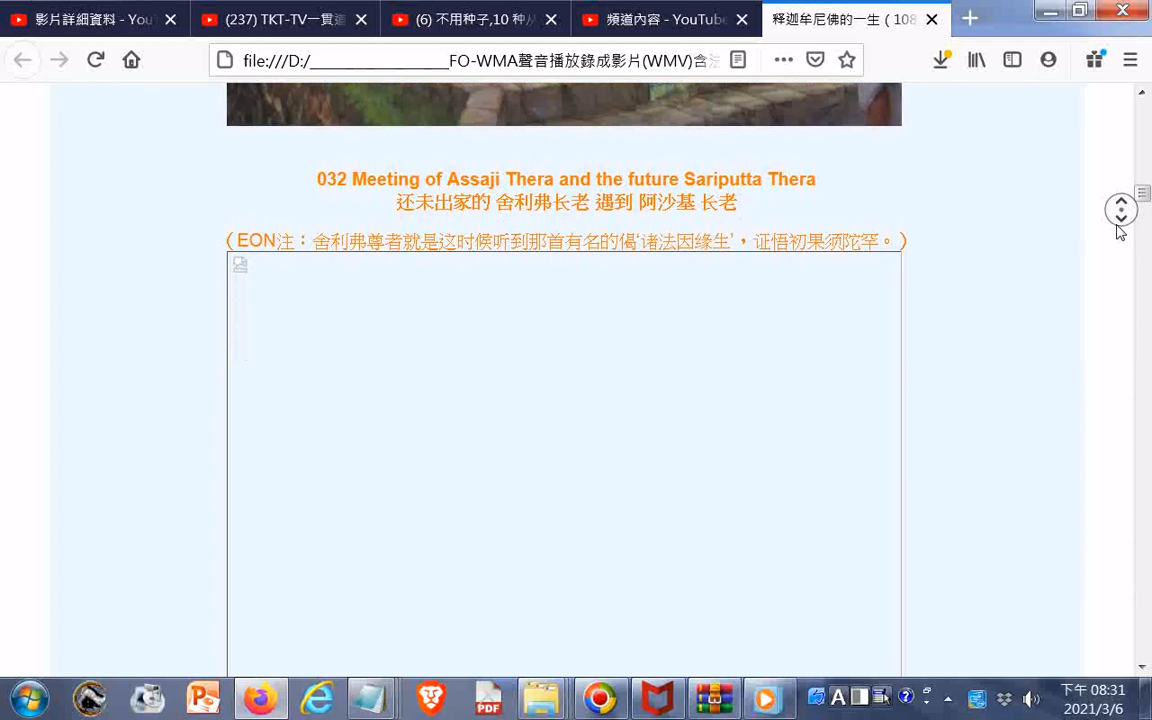 影片詳細資料 - You
(237) TKT-TV一貫道
(6) 不用种子,10 种从
頻道內容 - YouTube
释迦牟尼佛的一生（108
file:///D:/________________FO-WMA聲音播放錄成影片(WMV)含
032 Meeting of Assaji Thera and the future Sariputta Thera
还未出家的 舍利弗长老 遇到 阿沙基 长老
（EON注：舍利弗尊者就是这时候听到那首有名的偈‘诸法因缘生’，证悟初果须陀罕。）
PDF
A
下午 08:31
2021/3/6